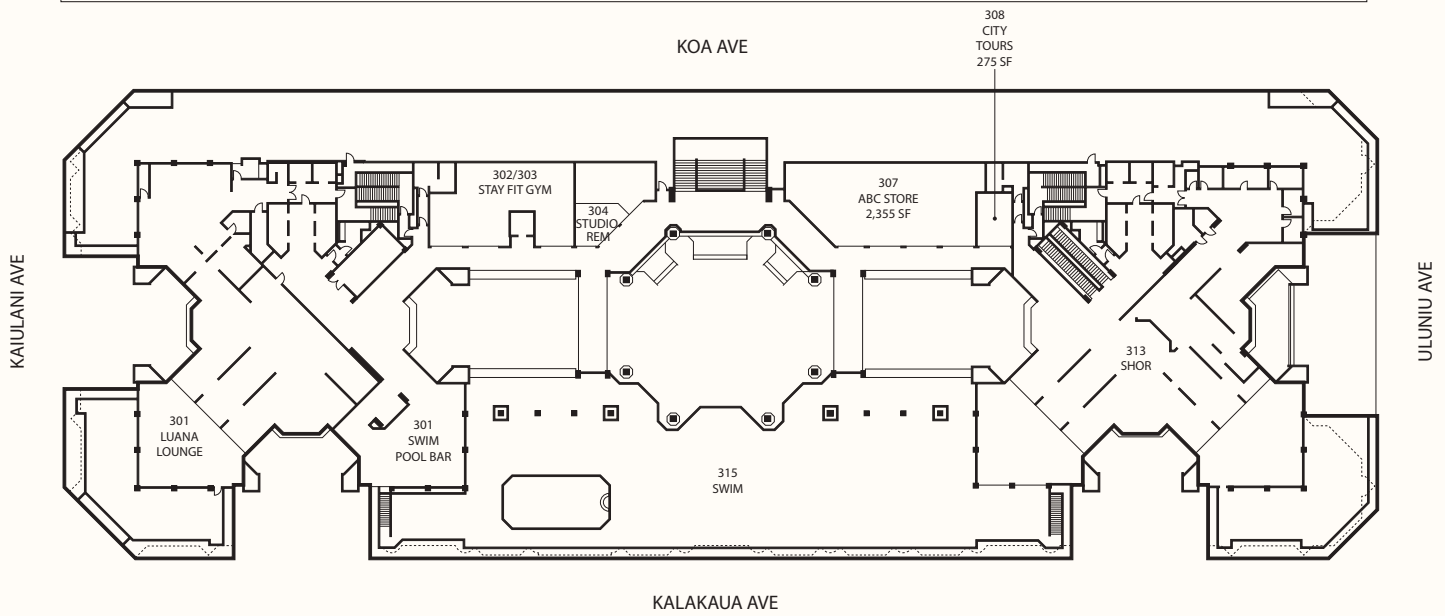 308
CITY
TOURS
275 SF
KOA AVE
302/303
STAY FIT GYM
304
STUDIO
REM
307
ABC STORE
2,355 SF
KAIULANI AVE
ULUNIU AVE
313
SHOR
301
LUANA
LOUNGE
301
SWIM
POOL BAR
315
SWIM
KALAKAUA AVE